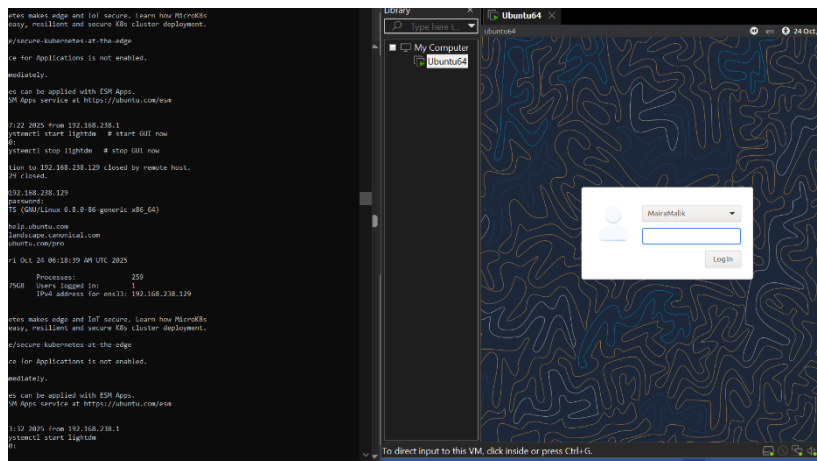 etes makes edge and IoT secure. Learn how MicroK8s
easy, resilient and secure K8s cluster deployment.
e/secure-kubernetes-at-the-edge
ce for Applications is not enabled.
mediately.
es can be applied with ESM Apps.
SM Apps service at https://ubuntu.com/esm
7:22 2025 from 192.168.238.1
ystemctl start lightdm # start GUI now
0:
ystemctl stop lightdm # stop GUI now
tion to 192.168.238.129 closed by remote host.
29 closed.
192.168.238.129
password:
TS (GNU/Linux 6.8.0-86-generic x86_64)
help.ubuntu.com
landscape.canonical.com
ubuntu.com/pro
ri Oct 24 06:18:39 AM UTC 2025
Processes: 259
75GB Users logged in: 1
IPv4 address for ens33: 192.168.238.129
etes makes edge and IoT secure. Learn how MicroK8s
easy, resilient and secure K8s cluster deployment.
e/secure-kubernetes-at-the-edge
ce for Applications is not enabled.
mediately.
es can be applied with ESM Apps.
SM Apps service at https://ubuntu.com/esm
3:32 2025 from 192.168.238.1
ystemctl start lightdm
0:
Library
Type here t...
My Computer
Ubuntu64
Ubuntu64
ubuntu64
en 24 Oct,
MairaMalik
Log In
To direct input to this VM, click inside or press Ctrl+G.